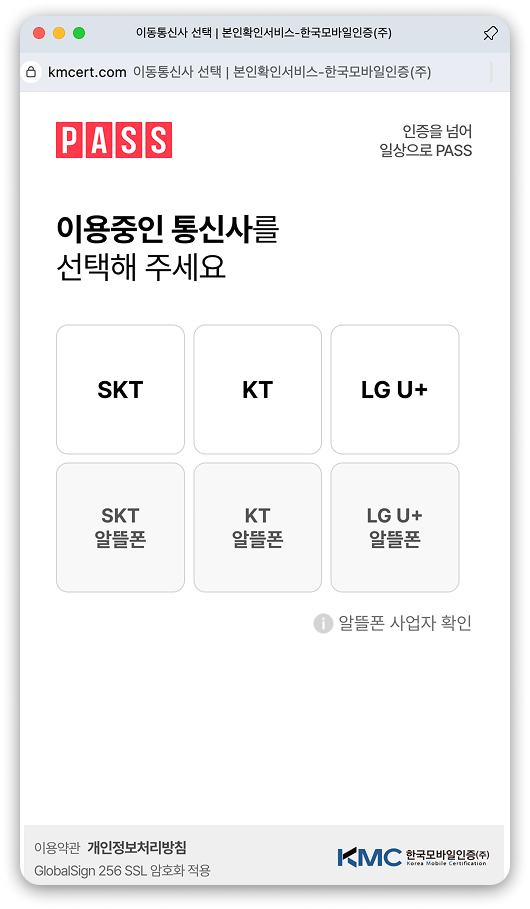 이동통신사 선택 | 본인확인서비스-한국모바일인증(주)
kmcert.com 이동통신사 선택 | 본인확인서비스-한국모바일인증(주)
PASS
인증을 넘어
일상으로 PASS
이용중인 통신사를
선택해 주세요
SKT
KT
LG U+
SKT
알뜰폰
KT
알뜰폰
LG U+
알뜰폰
알뜰폰 사업자 확인
이용약관 개인정보처리방침
GlobalSign 256 SSL 암호화 적용
KMC 한국모바일인증(주)
Korea Mobile Certification